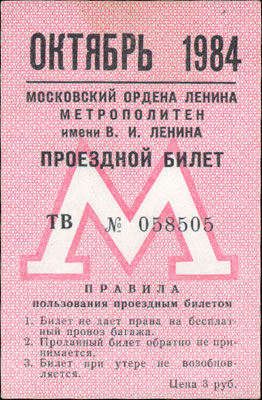 ОКТЯБРЬ 1984
МОСКОВСКИЙ ОРДЕНА ЛЕНИНА
МЕТРОПОЛИТЕН
имени В. И. ЛЕНИНА
ПРОЕЗДНОЙ БИЛЕТ
М
ТВ № 058505
ПРАВИЛА
пользования проездным билетом
1. Билет не дает права на бесплат-
ный провоз багажа.
2. Проданный билет обратно не при-
нимается.
3. Билет при утере не возобнов-
ляется.
Цена 3 руб.